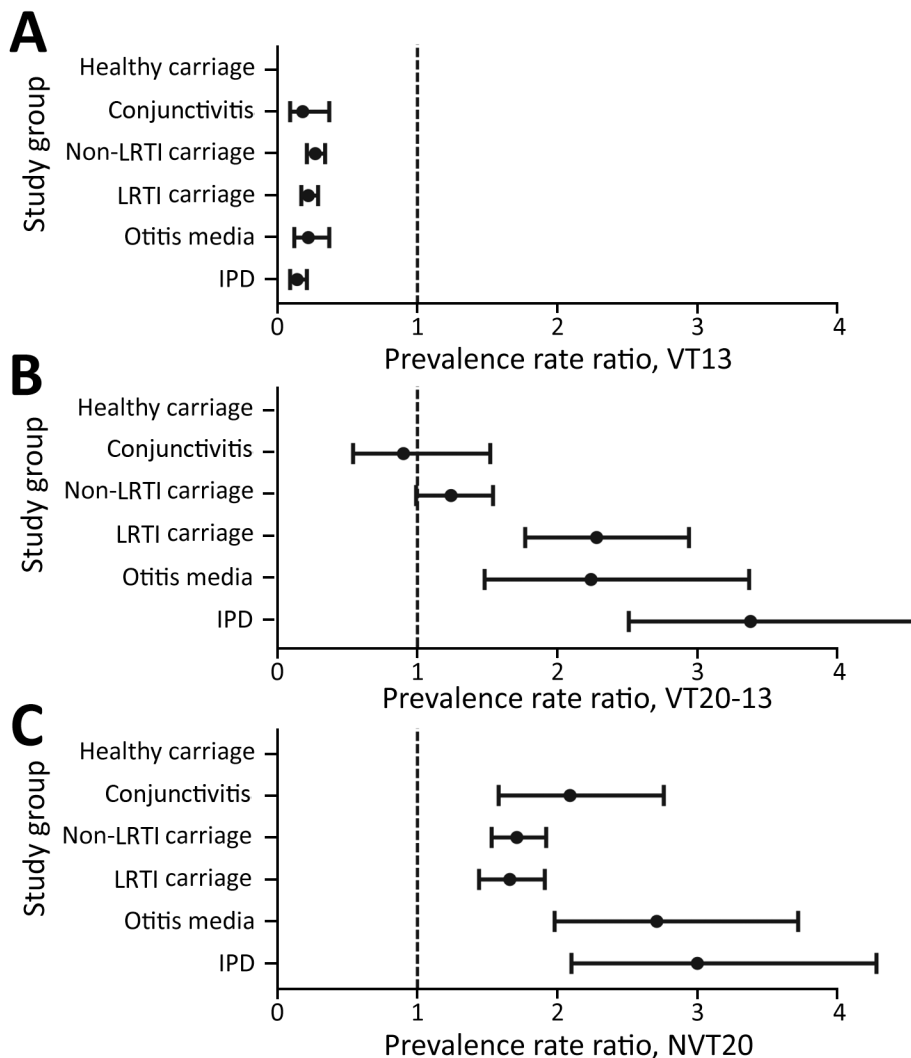 A
Study group
Healthy carriage
Conjunctivitis
Non-LRTI carriage
LRTI carriage
Otitis media
IPD
0 1 2 3 4
Prevalence rate ratio, VT13
B
Study group
Healthy carriage
Conjunctivitis
Non-LRTI carriage
LRTI carriage
Otitis media
IPD
0 1 2 3 4
Prevalence rate ratio, VT20-13
C
Study group
Healthy carriage
Conjunctivitis
Non-LRTI carriage
LRTI carriage
Otitis media
IPD
0 1 2 3 4
Prevalence rate ratio, NVT20